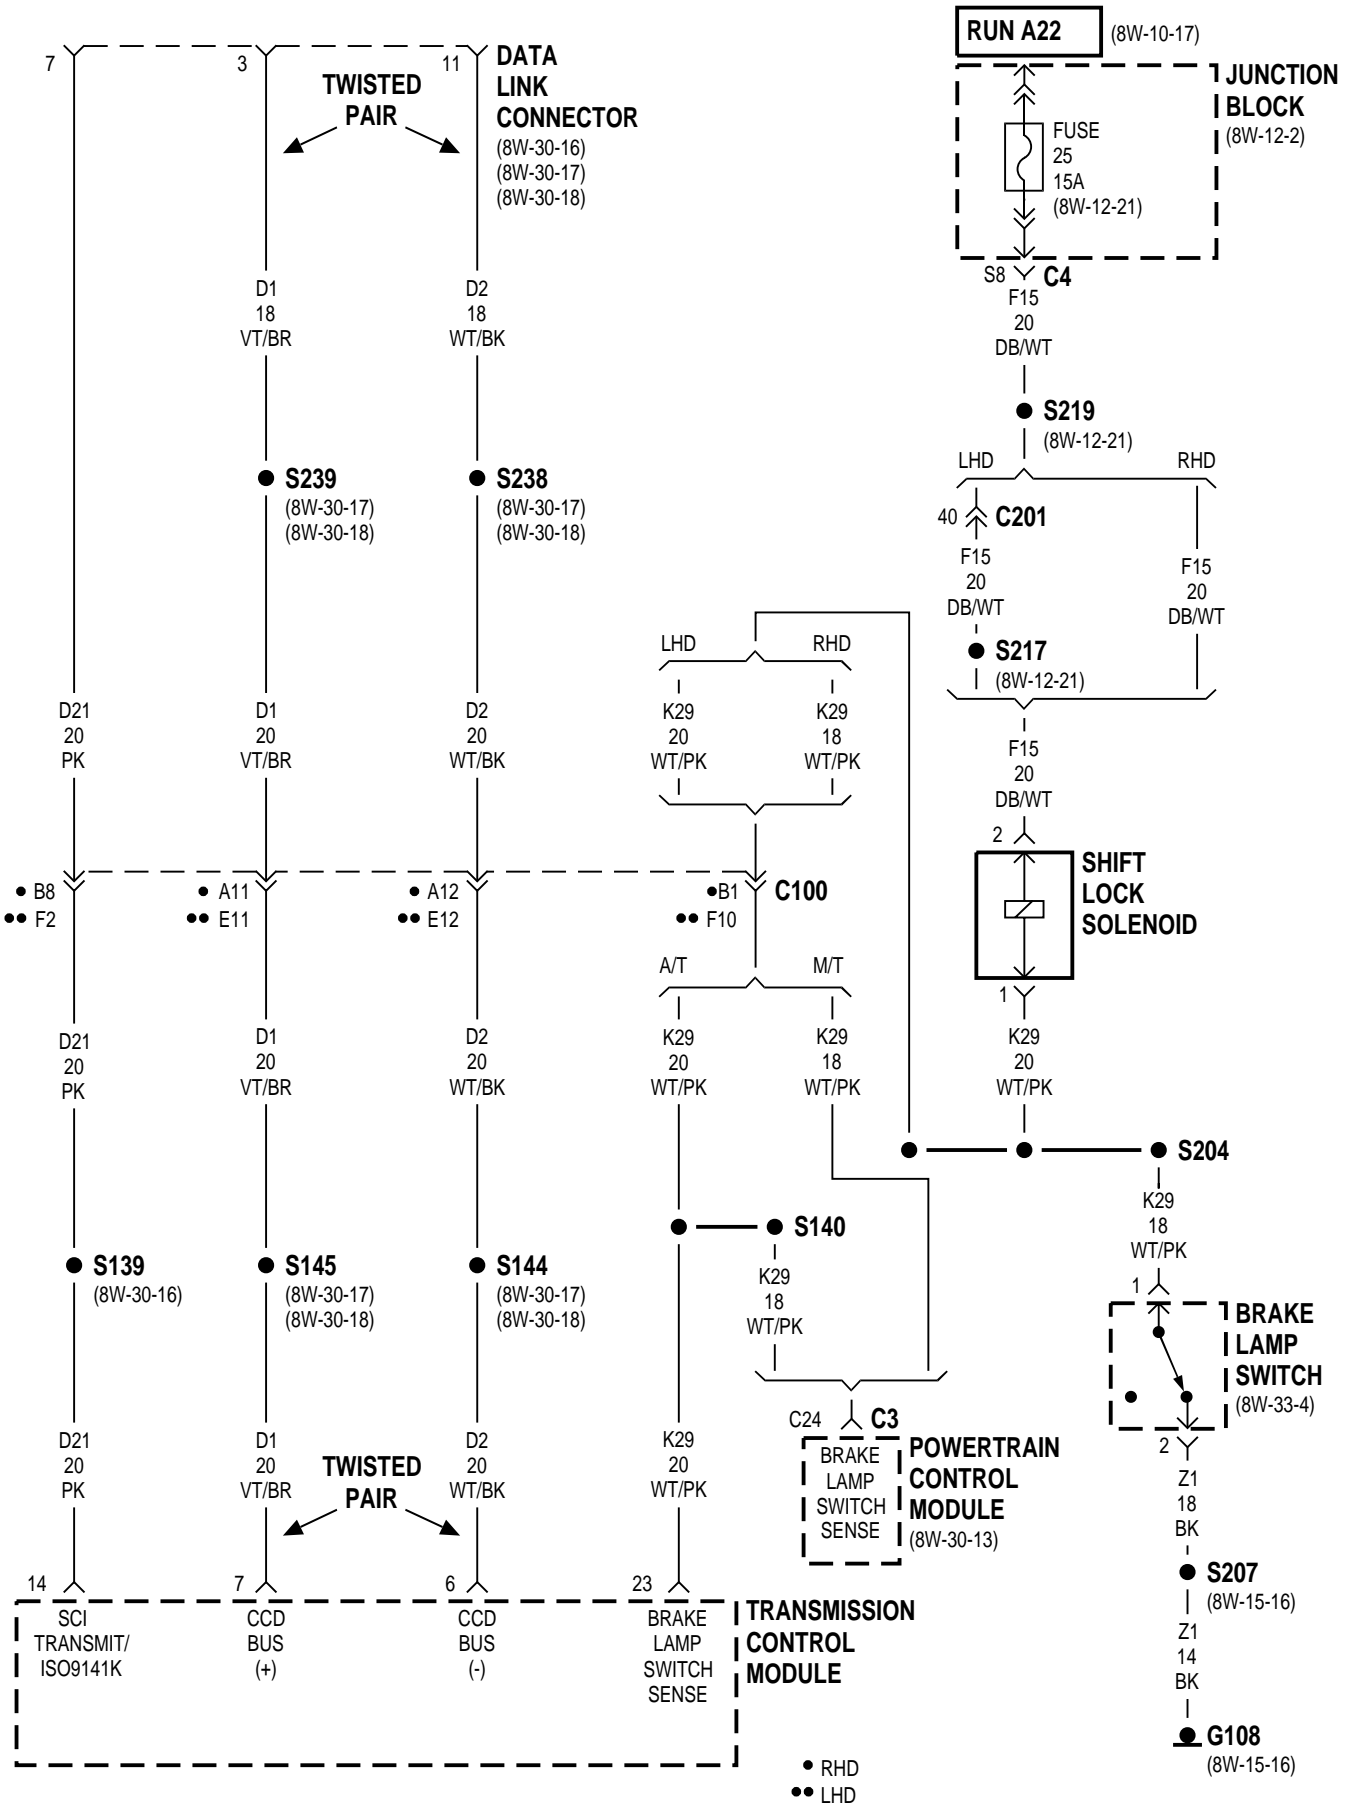 RUN A22
(8W-10-17)
7
3
11
DATA
LINK
CONNECTOR
(8W-30-16)
(8W-30-17)
(8W-30-18)
TWISTED
PAIR
JUNCTION
BLOCK
(8W-12-2)
FUSE
25
15A
(8W-12-21)
S8
C4
F15
20
DB/WT
D1
18
VT/BR
D2
18
WT/BK
S219
(8W-12-21)
LHD
RHD
S239
(8W-30-17)
(8W-30-18)
S238
(8W-30-17)
(8W-30-18)
40
C201
F15
20
DB/WT
F15
20
DB/WT
S217
(8W-12-21)
LHD
RHD
D21
20
PK
D1
20
VT/BR
D2
20
WT/BK
K29
20
WT/PK
K29
18
WT/PK
F15
20
DB/WT
2
SHIFT
LOCK
SOLENOID
1
• B8
•• F2
• A11
•• E11
• A12
•• E12
•B1
•• F10
C100
A/T
M/T
D21
20
PK
D1
20
VT/BR
D2
20
WT/BK
K29
20
WT/PK
K29
18
WT/PK
K29
20
WT/PK
S204
K29
18
WT/PK
S140
K29
18
WT/PK
S139
(8W-30-16)
S145
(8W-30-17)
(8W-30-18)
S144
(8W-30-17)
(8W-30-18)
1
BRAKE
LAMP
SWITCH
(8W-33-4)
2
C24
C3
BRAKE
LAMP
SWITCH
SENSE
POWERTRAIN
CONTROL
MODULE
(8W-30-13)
D21
20
PK
D1
20
VT/BR
TWISTED
PAIR
D2
20
WT/BK
K29
20
WT/PK
Z1
18
BK
S207
(8W-15-16)
Z1
14
BK
G108
(8W-15-16)
14
7
6
23
SCI
TRANSMIT/
ISO9141K
CCD
BUS
(+)
CCD
BUS
(-)
BRAKE
LAMP
SWITCH
SENSE
TRANSMISSION
CONTROL
MODULE
• RHD
•• LHD